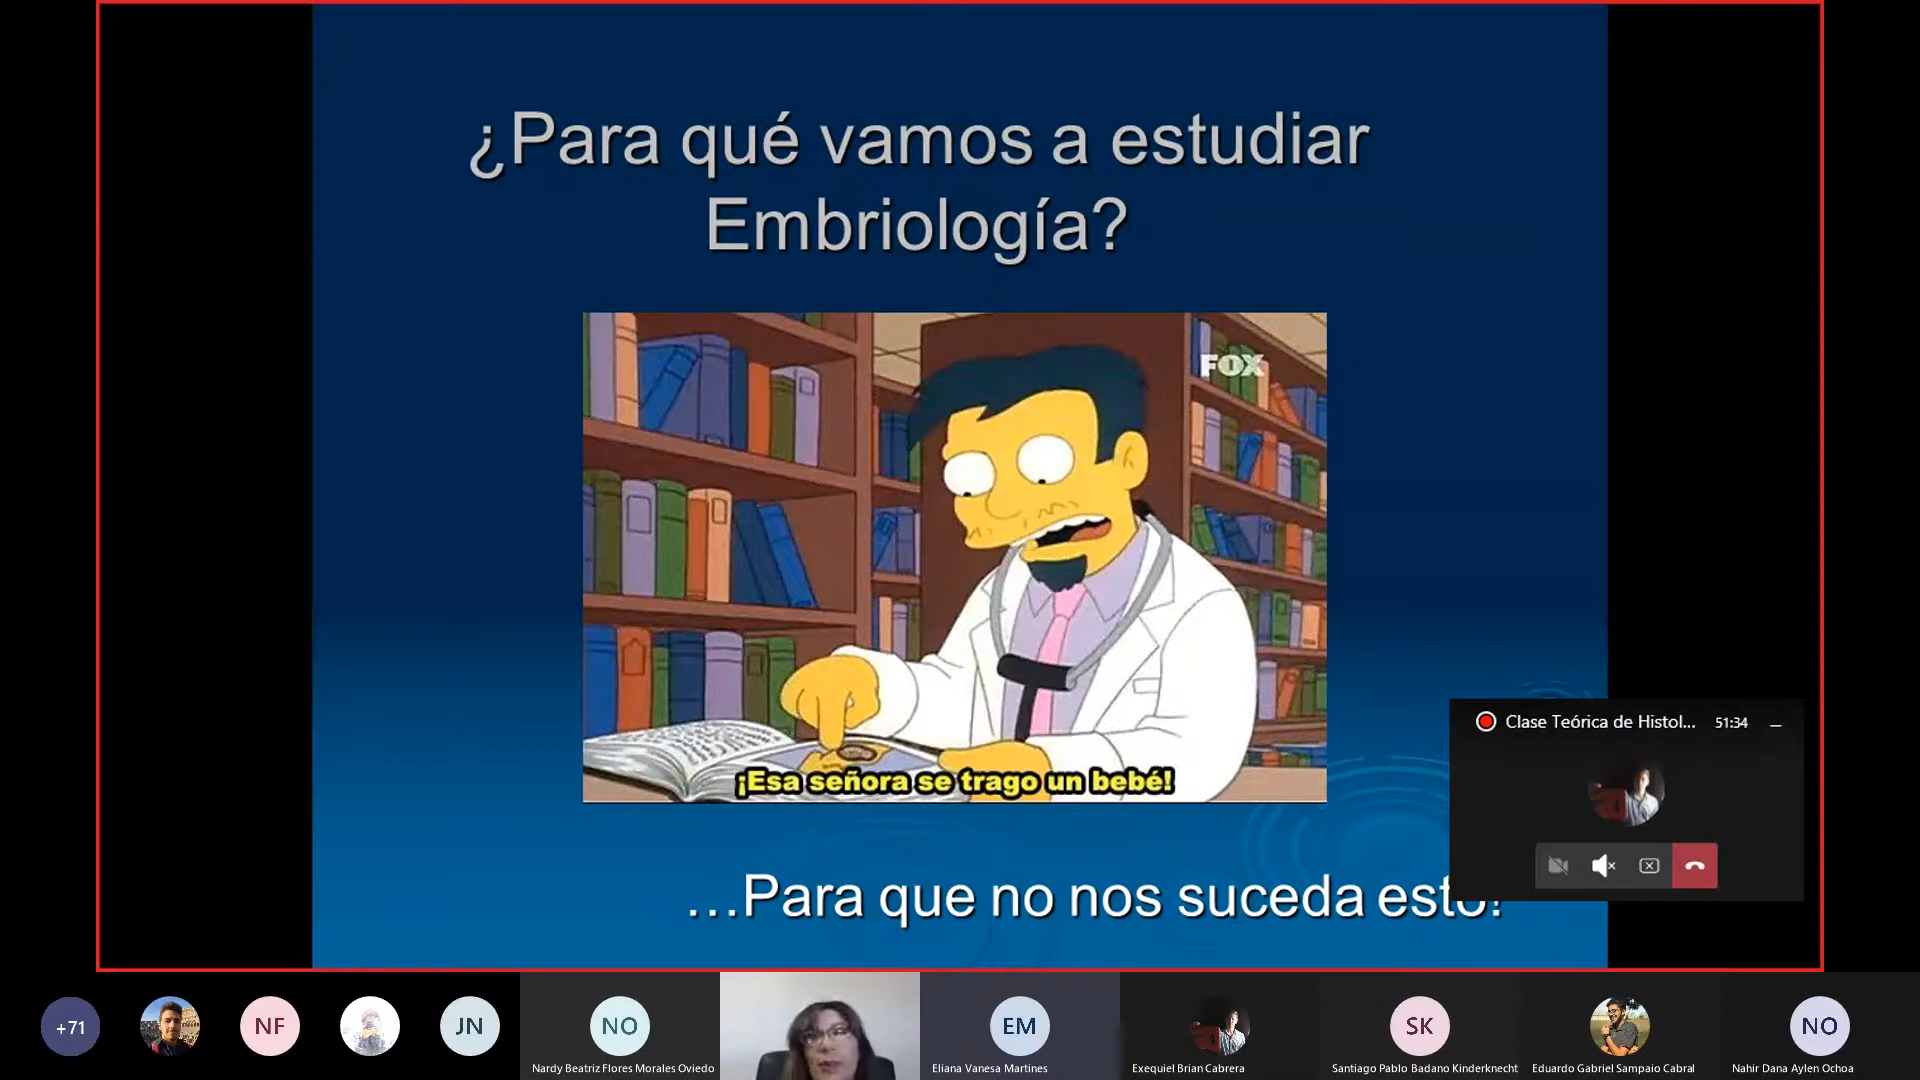 ¿Para qué vamos a estudiar
Embriología?
FOX
¡Esa señora se trago un bebé!
…Para que no nos suceda esto!
Clase Teórica de Histol... 51:34
+71
NF
JN
NO
EM
SK
NO
Nardy Beatriz Flores Morales Oviedo
Eliana Vanesa Martines
Exequiel Brian Cabrera
Santiago Pablo Badano Kinderknecht
Eduardo Gabriel Sampaio Cabral
Nahir Dana Aylen Ochoa